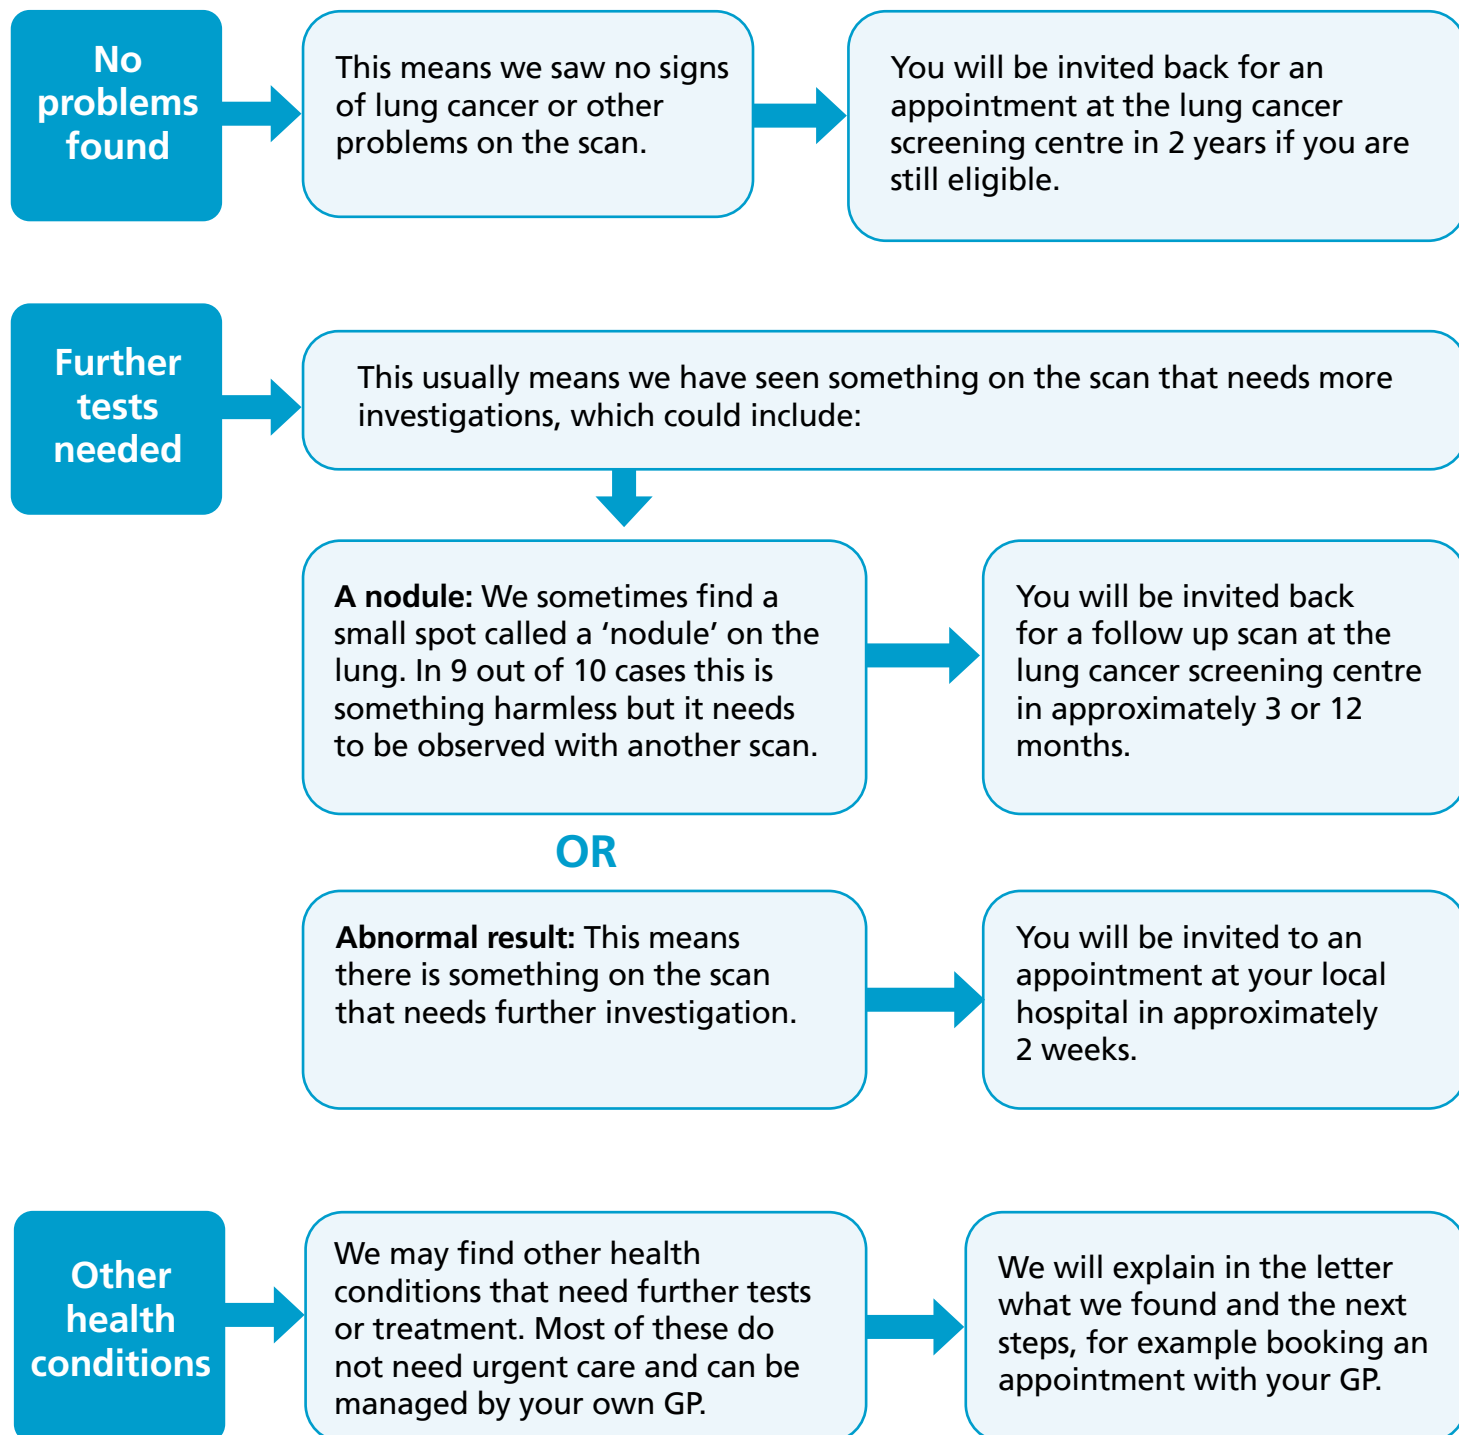 No
problems
found
This means we saw no signs
of lung cancer or other
problems on the scan.
You will be invited back for an
appointment at the lung cancer
screening centre in 2 years if you are
still eligible.
Further
tests
needed
This usually means we have seen something on the scan that needs more
investigations, which could include:
A nodule: We sometimes find a
small spot called a ‘nodule’ on the
lung. In 9 out of 10 cases this is
something harmless but it needs
to be observed with another scan.
You will be invited back
for a follow up scan at the
lung cancer screening centre
in approximately 3 or 12
months.
OR
Abnormal result: This means
there is something on the scan
that needs further investigation.
You will be invited to an
appointment at your local
hospital in approximately
2 weeks.
Other
health
conditions
We may find other health
conditions that need further tests
or treatment. Most of these do
not need urgent care and can be
managed by your own GP.
We will explain in the letter
what we found and the next
steps, for example booking an
appointment with your GP.